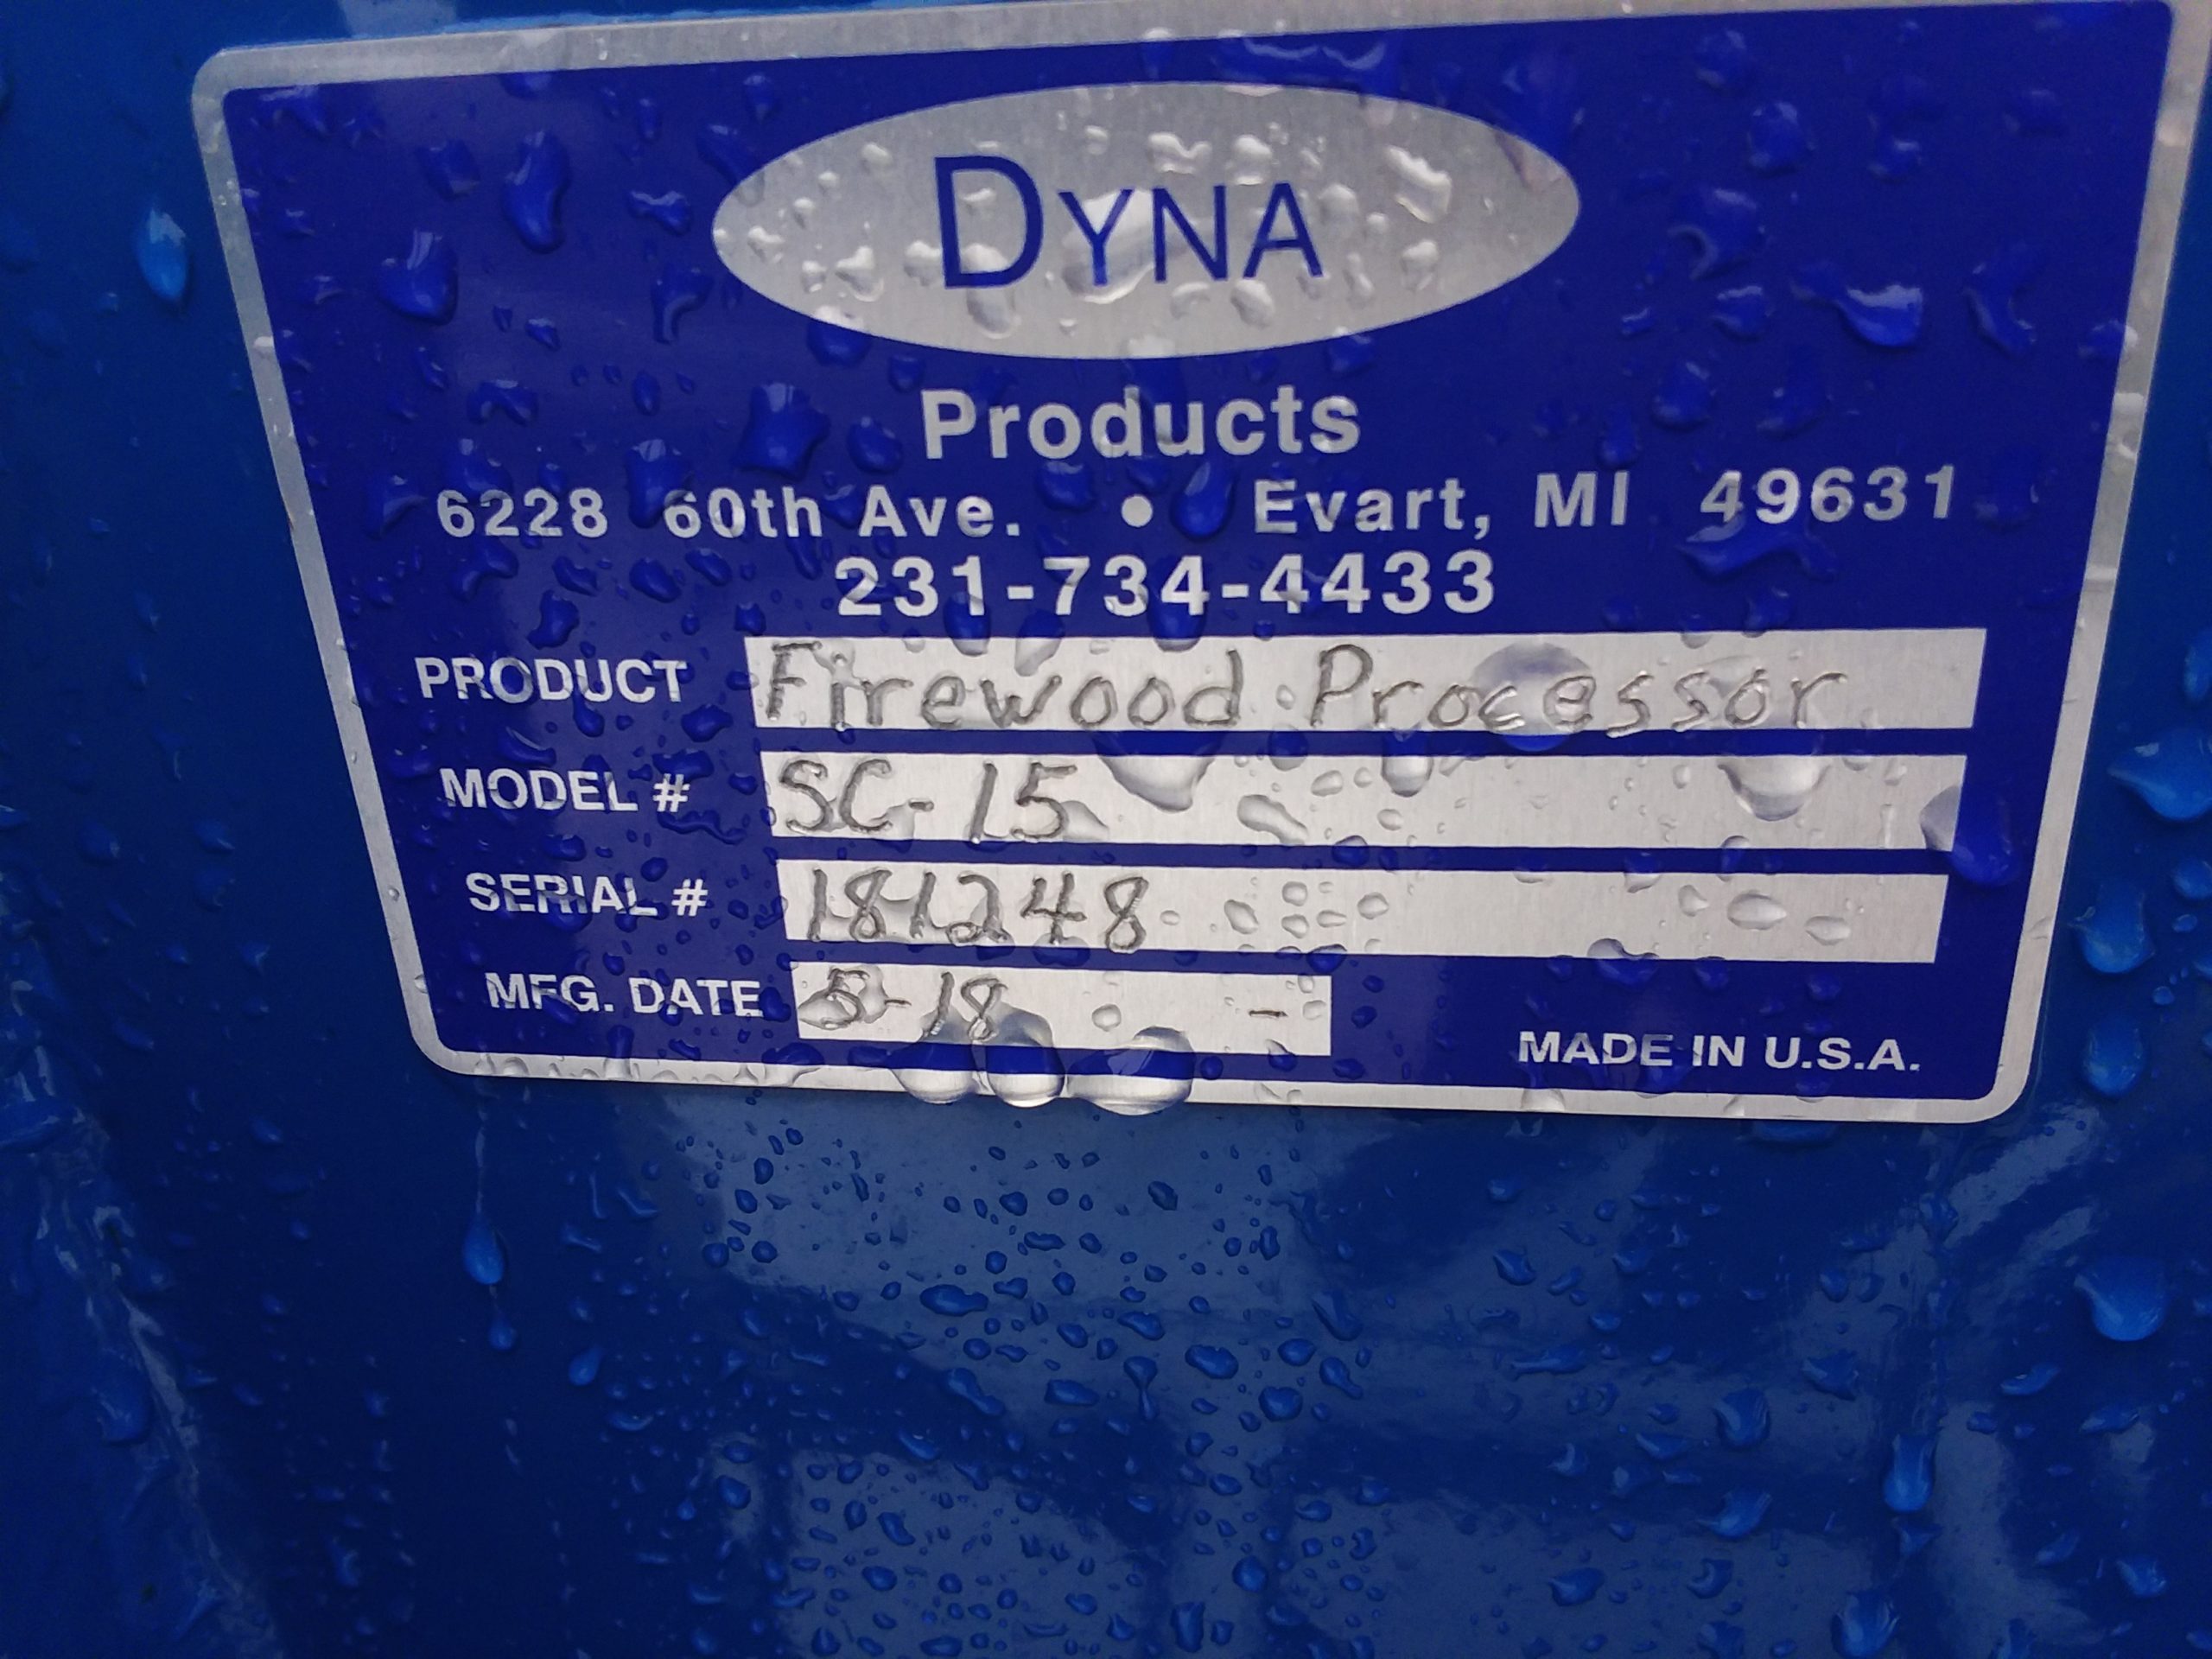 DYNA
Products
6228 60th Ave. • Evart, MI 49631
231-734-4433
PRODUCT Firewood Processor
MODEL # SC-15
SERIAL # 181248
MFG. DATE 5-18 -
MADE IN U.S.A.